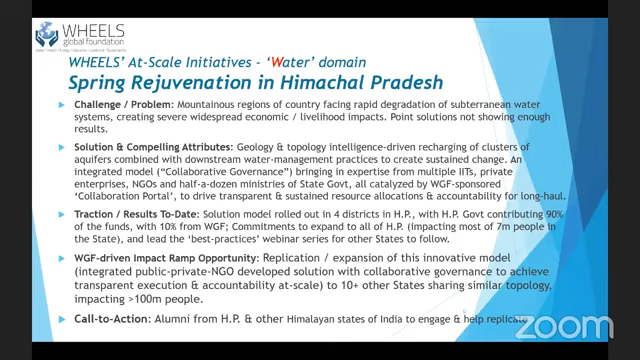 WHEELS
global foundation
WHEELS' At-Scale Initiatives - 'Water' domain
Spring Rejuvenation in Himachal Pradesh
Challenge / Problem: Mountainous regions of country facing rapid degradation of subterranean water
systems, creating severe widespread economic / livelihood impacts. Point solutions not showing enough
results.
Solution & Compelling Attributes: Geology & topology intelligence-driven recharging of clusters of
aquifers combined with downstream water-management practices to create sustained change. An
integrated model ("Collaborative Governance") bringing in expertise from multiple IITs, private
enterprises, NGOs and half-a-dozen ministries of State Govt, all catalyzed by WGF-sponsored
'Collaboration Portal', to drive transparent & sustained resource allocations & accountability for long-haul.
Traction / Results To-Date: Solution model rolled out in 4 districts in H.P., with H.P. Govt contributing 90%
of the funds, with 10% from WGF; Commitments to expand to all of H.P. (impacting most of 7m people in
the State), and lead the 'best-practices' webinar series for other States to follow.
WGF-driven Impact Ramp Opportunity: Replication / expansion of this innovative model
(integrated public-private-NGO developed solution with collaborative governance to achieve
transparent execution & accountability at-scale) to 10+ other States sharing similar topology,
impacting >100m people.
Call-to-Action: Alumni from H.P. & other Himalayan states of India to engage & help replicate
zoom